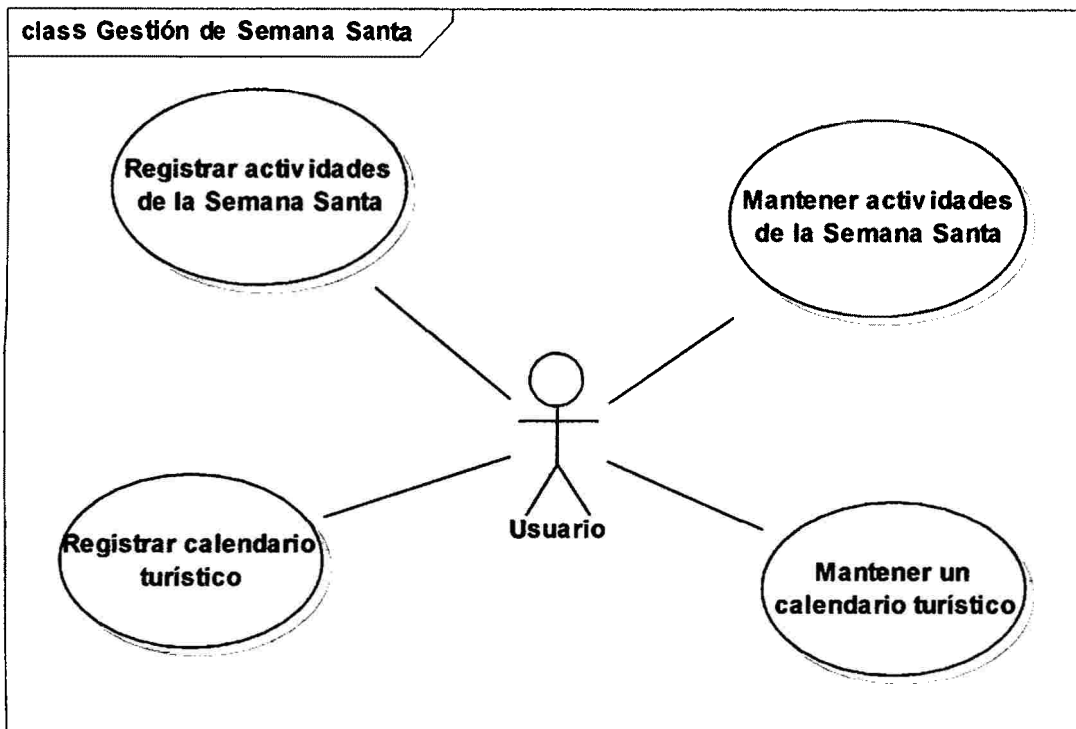 class Gestión de Semana Santa
Registrar actividades
de la Semana Santa
Mantener actividades
de la Semana Santa
Usuario
Registrar calendario
turístico
Mantener un
calendario turístico